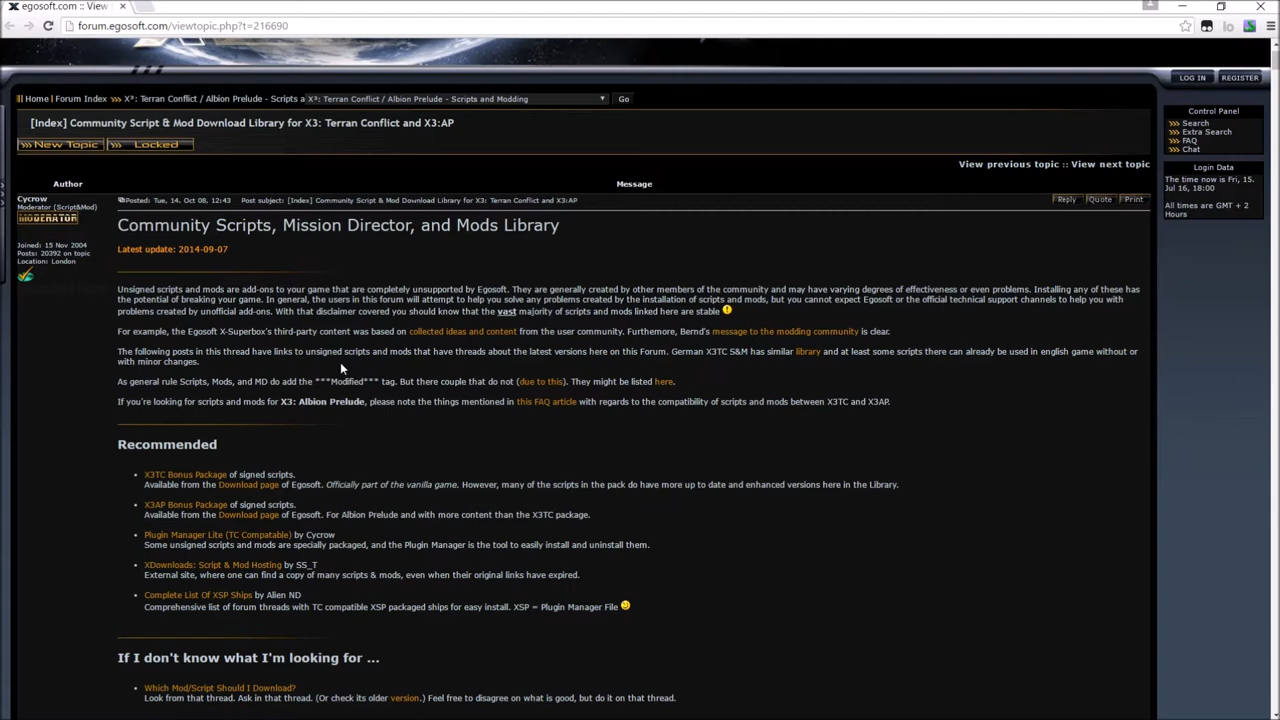 egosoft.com :: View
forum.egosoft.com/viewtopic.php?t=216690
LOG IN
REGISTER
Home | Forum Index >>> X³: Terran Conflict / Albion Prelude - Scripts a
X³: Terran Conflict / Albion Prelude - Scripts and Modding
Go
[Index] Community Script & Mod Download Library for X3: Terran Conflict and X3:AP
New Topic
Locked
View previous topic :: View next topic
Control Panel
Search
Extra Search
FAQ
Chat
Login Data
The time now is Fri, 15.
Jul 16, 18:00
All times are GMT + 2
Hours
Author
Message
Cycrow
Moderator (Script&Mod)
MODERATOR
Joined: 15 Nov 2004
Posts: 20392 on topic
Location: London
Posted: Tue, 14. Oct 08, 12:43 Post subject: [Index] Community Script & Mod Download Library for X3: Terran Conflict and X3:AP
Reply
Quote
Print
Community Scripts, Mission Director, and Mods Library
Latest update: 2014-09-07
Unsigned scripts and mods are add-ons to your game that are completely unsupported by Egosoft. They are generally created by other members of the community and may have varying degrees of effectiveness or even problems. Installing any of these has
the potential of breaking your game. In general, the users in this forum will attempt to help you solve any problems created by the installation of scripts and mods, but you cannot expect Egosoft or the official technical support channels to help you with
problems created by unofficial add-ons. With that disclaimer covered you should know that the vast majority of scripts and mods linked here are stable
For example, the Egosoft X-Superbox's third-party content was based on collected ideas and content from the user community. Furthemore, Bernd's message to the modding community is clear.
The following posts in this thread have links to unsigned scripts and mods that have threads about the latest versions here on this Forum. German X3TC S&M has similar library and at least some scripts there can already be used in english game without or
with minor changes.
As general rule Scripts, Mods, and MD do add the ***Modified*** tag. But there couple that do not (due to this). They might be listed here.
If you're looking for scripts and mods for X3: Albion Prelude, please note the things mentioned in this FAQ article with regards to the compatibility of scripts and mods between X3TC and X3AP.
Recommended
• X3TC Bonus Package of signed scripts.
Available from the Download page of Egosoft. Officially part of the vanilla game. However, many of the scripts in the pack do have more up to date and enhanced versions here in the Library.
• X3AP Bonus Package of signed scripts.
Available from the Download page of Egosoft. For Albion Prelude and with more content than the X3TC package.
• Plugin Manager Lite (TC Compatable) by Cycrow
Some unsigned scripts and mods are specially packaged, and the Plugin Manager is the tool to easily install and uninstall them.
• XDownloads: Script & Mod Hosting by SS_T
External site, where one can find a copy of many scripts & mods, even when their original links have expired.
• Complete List Of XSP Ships by Alien ND
Comprehensive list of forum threads with TC compatible XSP packaged ships for easy install. XSP = Plugin Manager File
If I don't know what I'm looking for ...
• Which Mod/Script Should I Download?
Look from that thread. Ask in that thread. (Or check its older version.) Feel free to disagree on what is good, but do it on that thread.